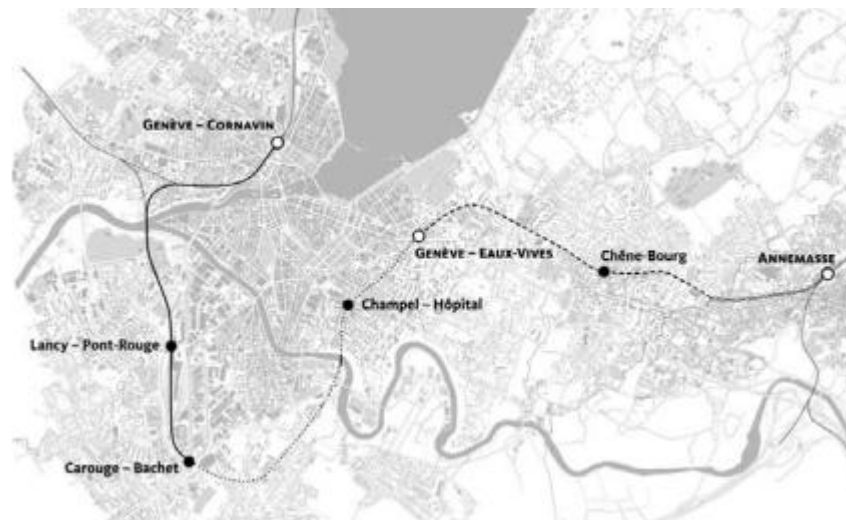 GENÈVE – CORNAVIN
GENÈVE – EAUX-VIVES
Chêne-Bourg
ANNEMASSE
Champel – Hôpital
Lancy – Pont-Rouge
Carouge – Bachet